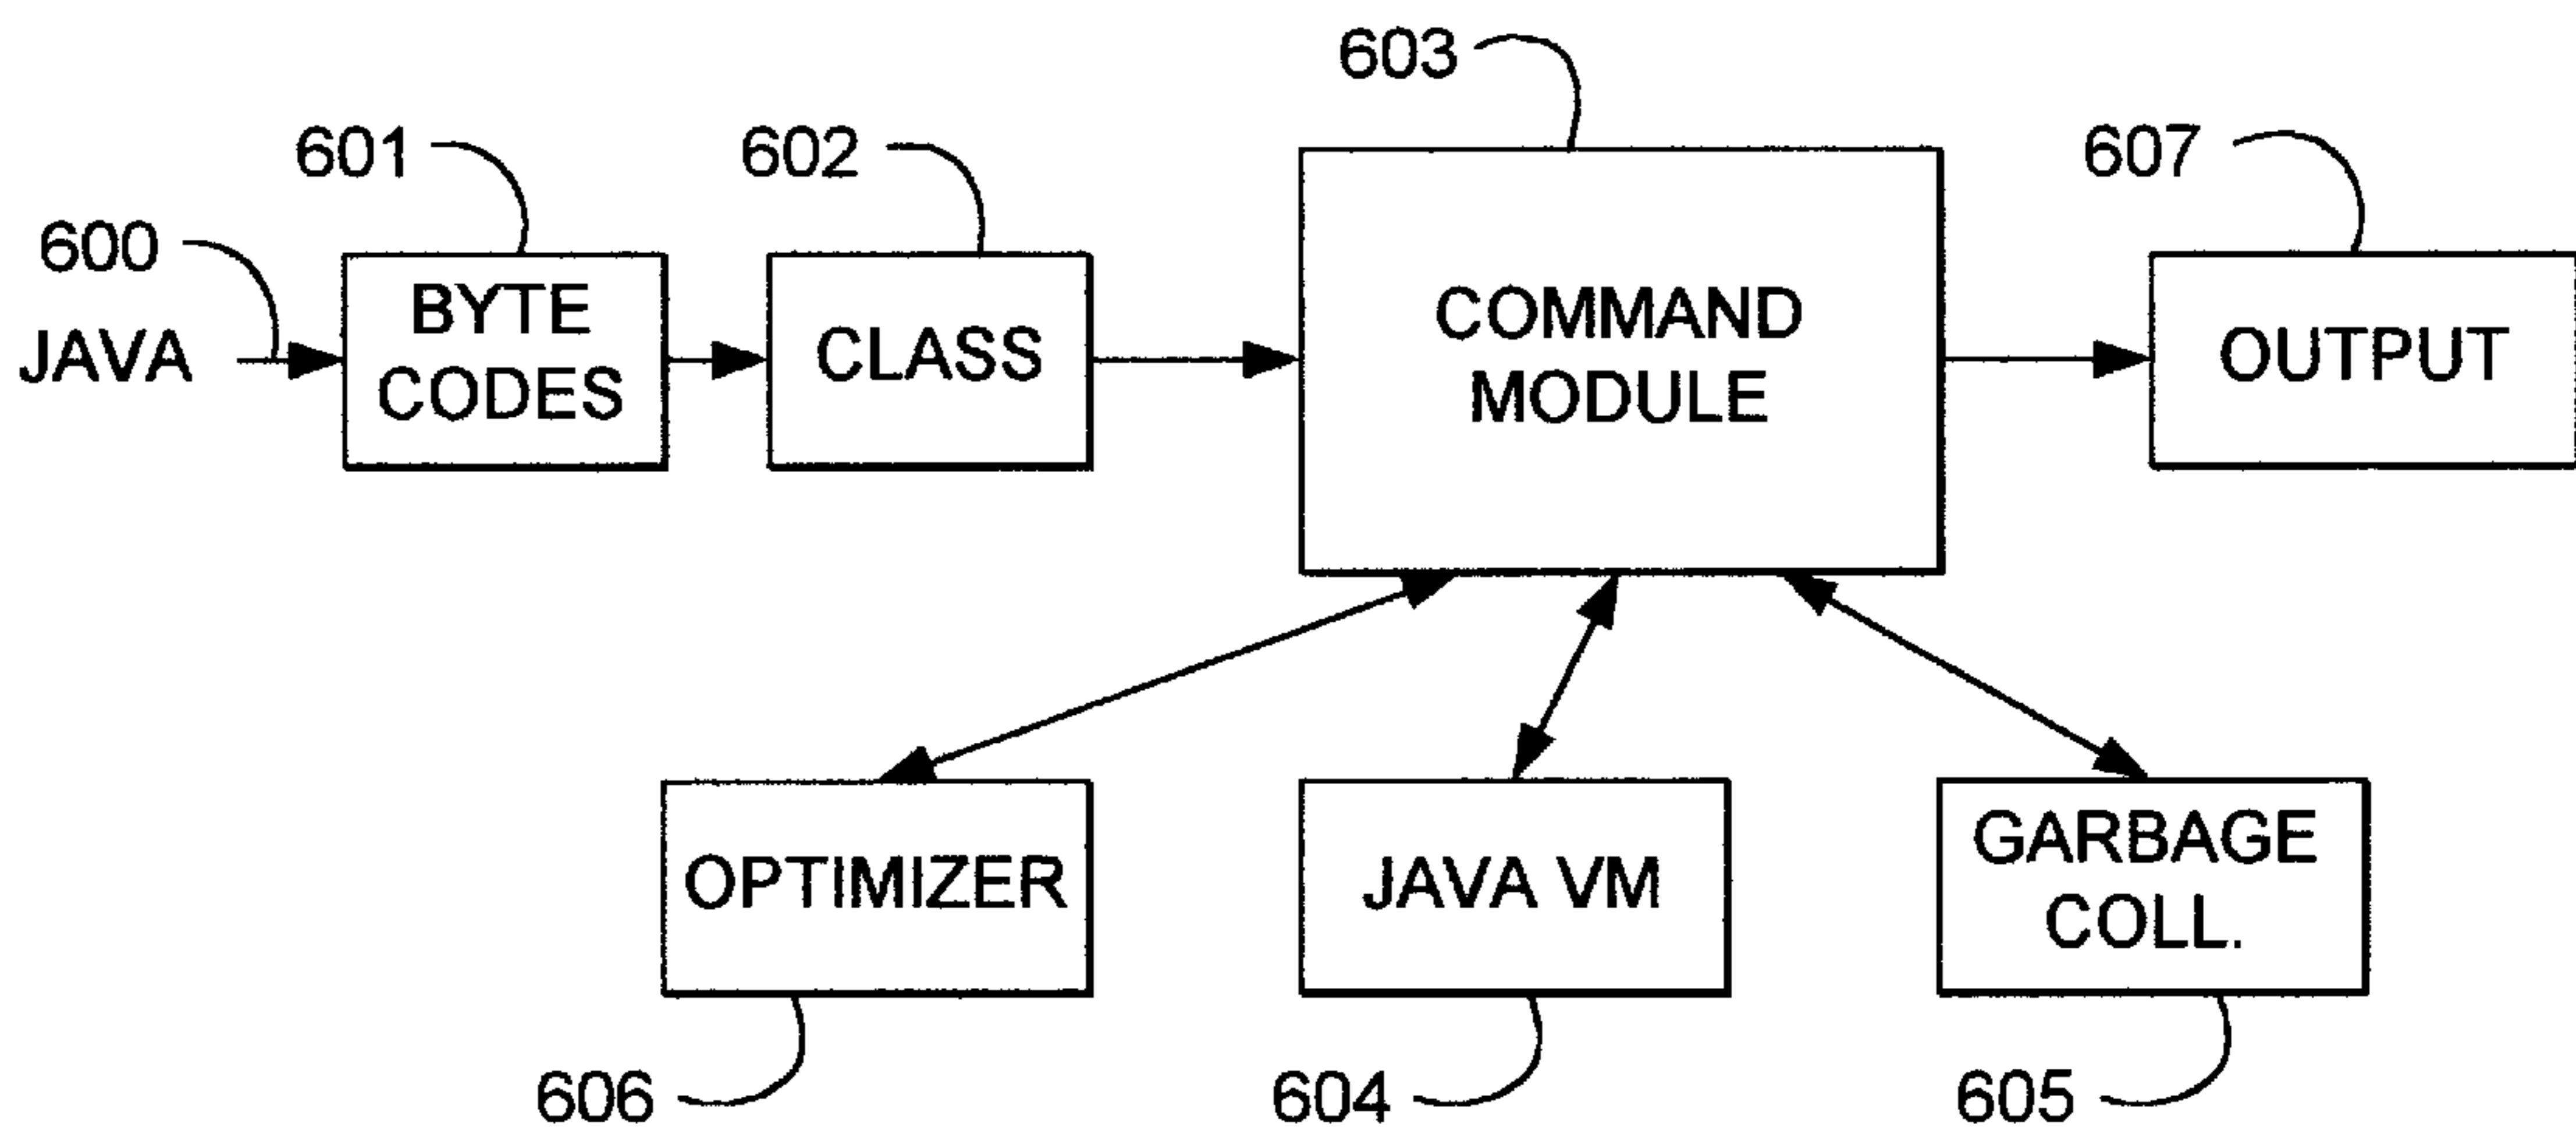 603
601
602
607
600
JAVA
BYTE
CODES
CLASS
COMMAND
MODULE
OUTPUT
OPTIMIZER
JAVA VM
GARBAGE
COLL.
606
604
605